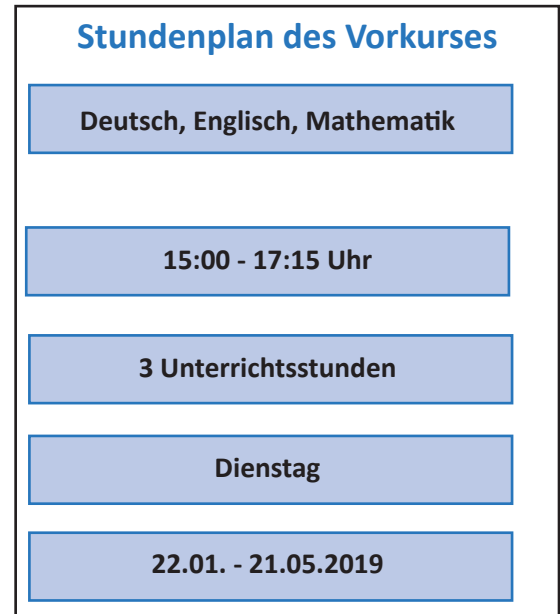 Stundenplan des Vorkurses
Deutsch, Englisch, Mathematik
15:00 - 17:15 Uhr
3 Unterrichtsstunden
Dienstag
22.01. - 21.05.2019